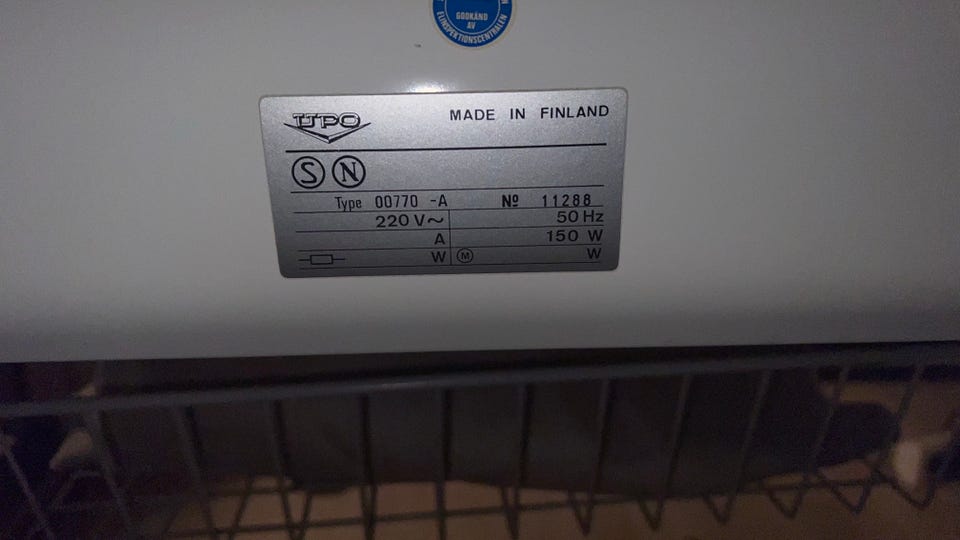 GODKÄND
AV
ELINSPEKTIONSCENTRALEN
UPO MADE IN FINLAND
S N
Type 00770 -A № 11288
220 V~ 50 Hz
A 150 W
W M W